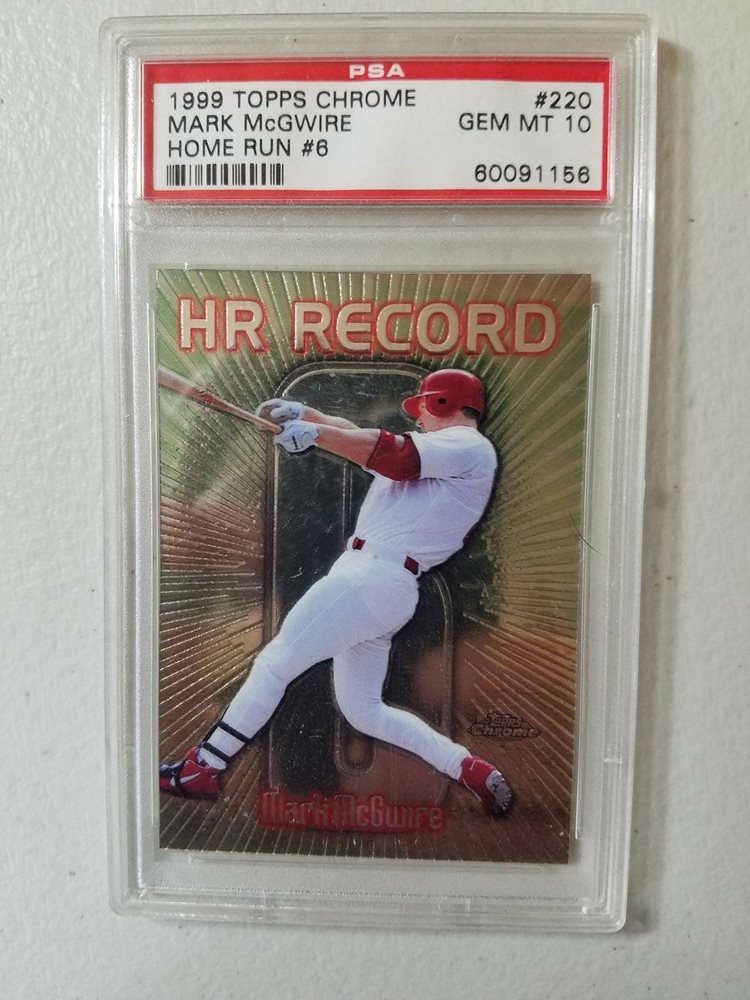 PSA
1999 TOPPS CHROME #220
MARK McGWIRE GEM MT 10
HOME RUN #6
60091156
HR RECORD
6
Topps
Chrome
Mark McGwire